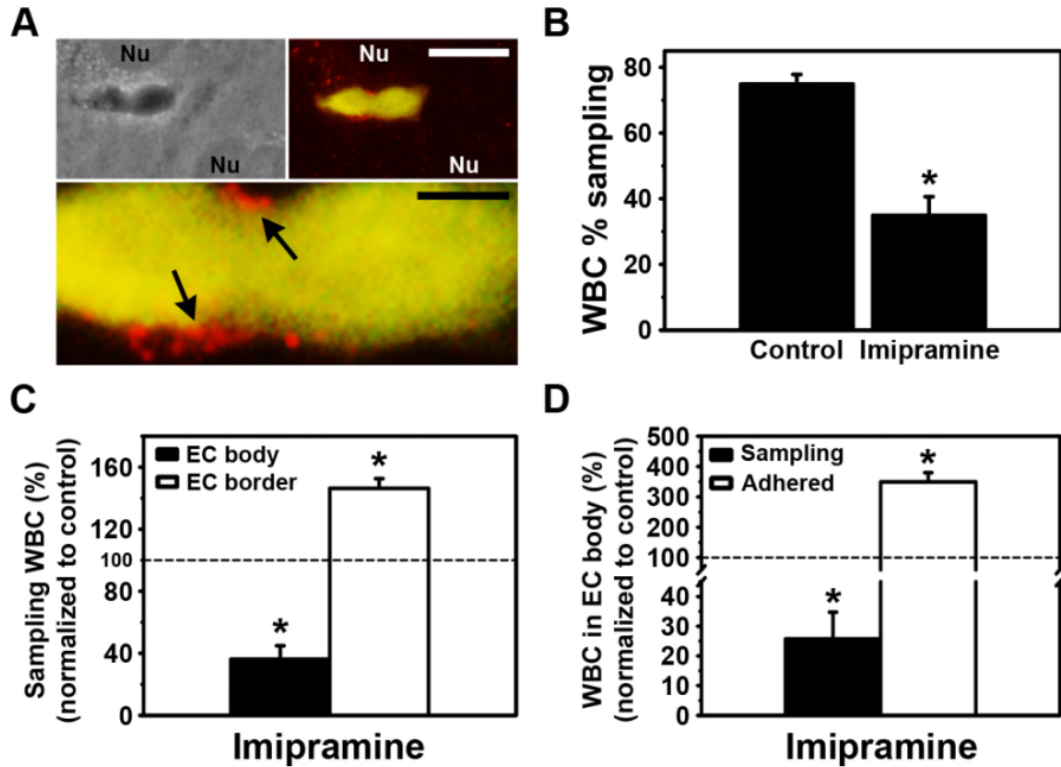 A
Nu
Nu
Nu
Nu
B
WBC % sampling
80
60
40
20
0
Control
Imipramine
*
C
Sampling WBC (%)
(normalized to control)
160
120
100
80
40
0
EC body
EC border
*
*
Imipramine
D
WBC in EC body (%)
(normalized to control)
500
400
300
200
100
40
30
20
10
0
Sampling
Adhered
*
*
Imipramine